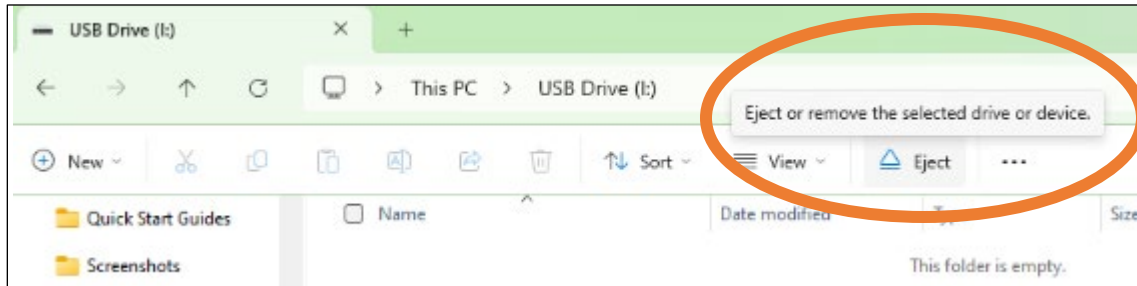 USB Drive (I:)
This PC > USB Drive (I:)
Eject or remove the selected drive or device.
New Sort View Eject ...
Quick Start Guides Name Date modified Size
Screenshots This folder is empty.